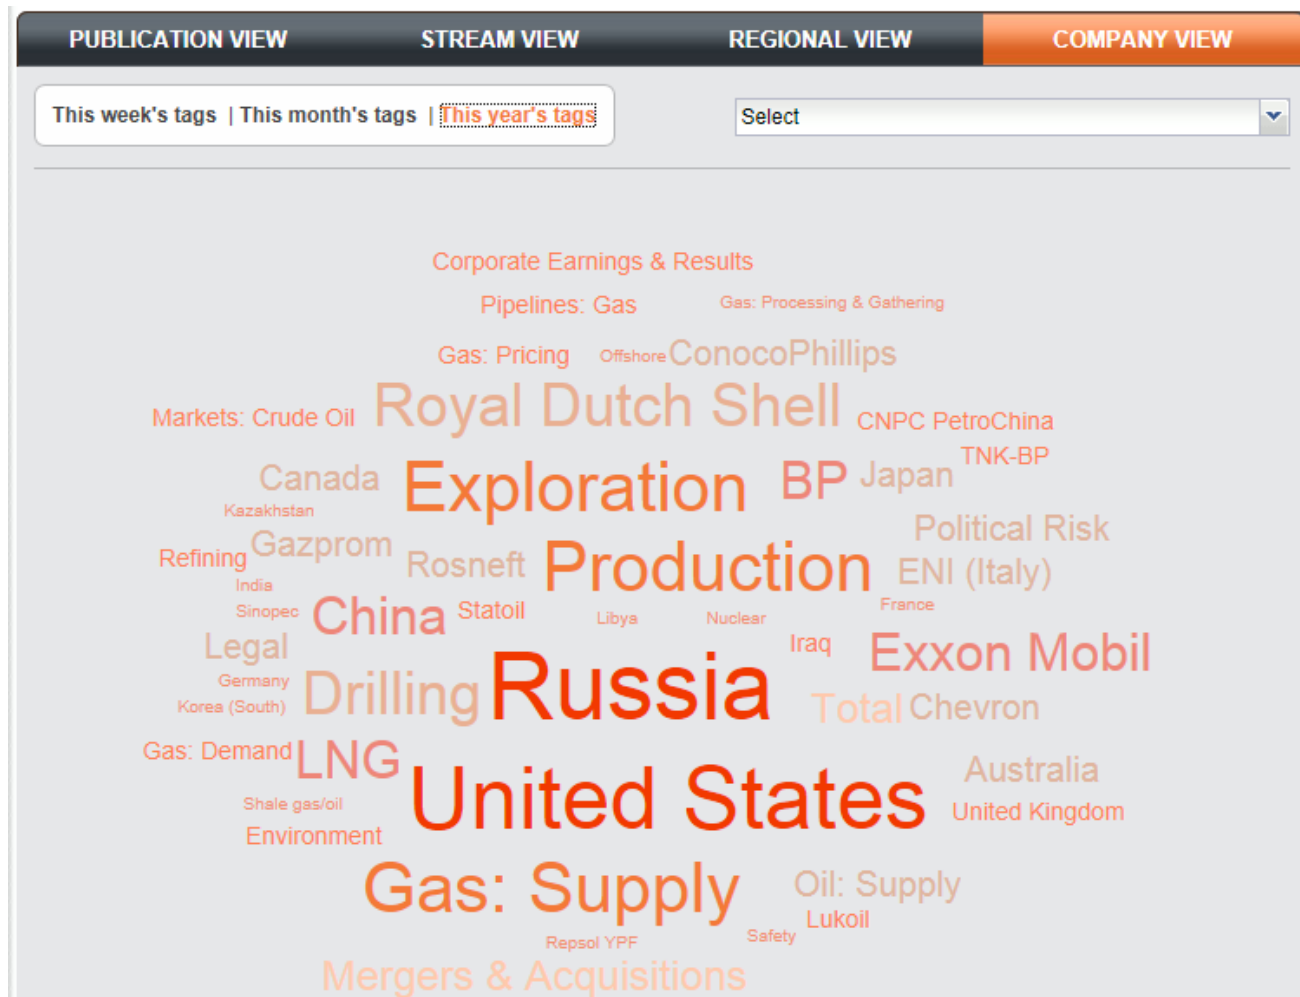 PUBLICATION VIEW STREAM VIEW REGIONAL VIEW COMPANY VIEW
This week's tags | This month's tags | This year's tags Select
Corporate Earnings & Results
Pipelines: Gas Gas: Processing & Gathering
Gas: Pricing Offshore ConocoPhillips
Markets: Crude Oil Royal Dutch Shell CNPC PetroChina
TNK-BP
Canada Exploration BP Japan
Kazakhstan
Political Risk
Refining Gazprom Rosneft Production ENI (Italy)
India
Sinopec China Statoil Libya Nuclear France
Legal Iraq Exxon Mobil
Germany
Korea (South) Drilling Russia Total Chevron
Gas: Demand LNG Australia
Shale gas/oil United States United Kingdom
Environment
Gas: Supply Oil: Supply
Lukoil
Repsol YPF Safety
Mergers & Acquisitions